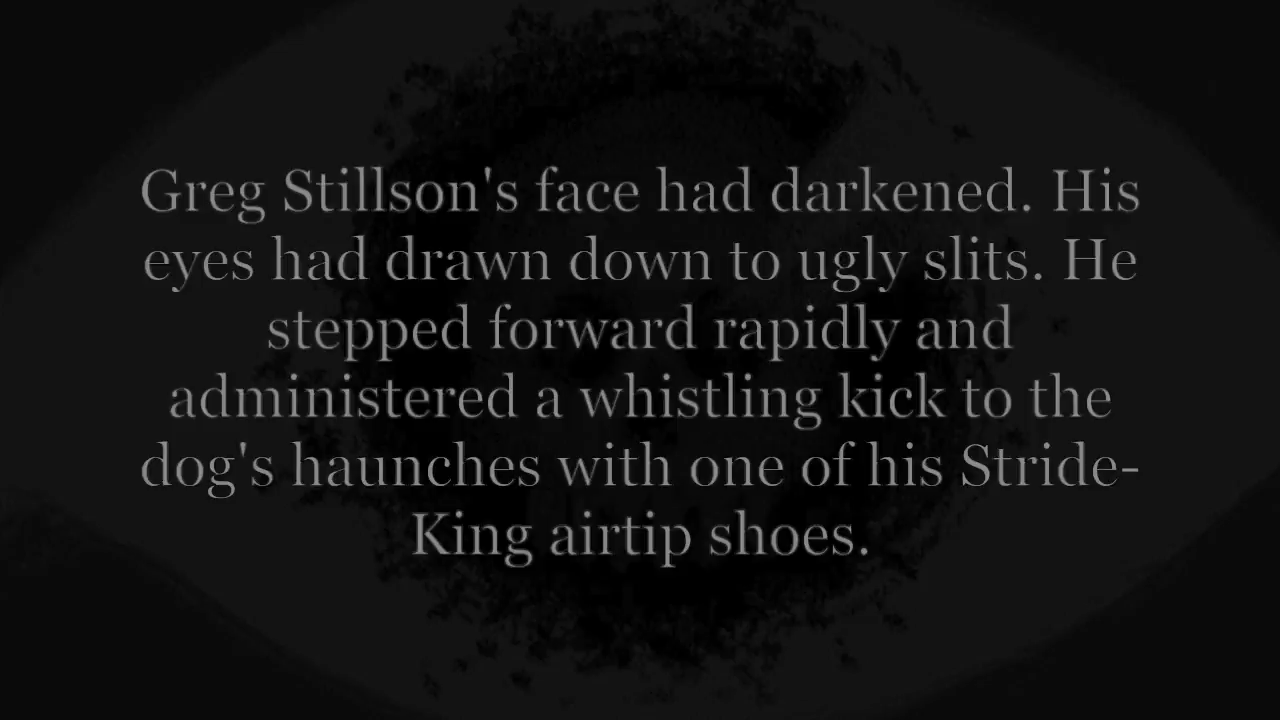 Greg Stillson's face had darkened. His
eyes had drawn down to ugly slits. He
stepped forward rapidly and
administered a whistling kick to the
dog's haunches with one of his Stride-
King airtip shoes.